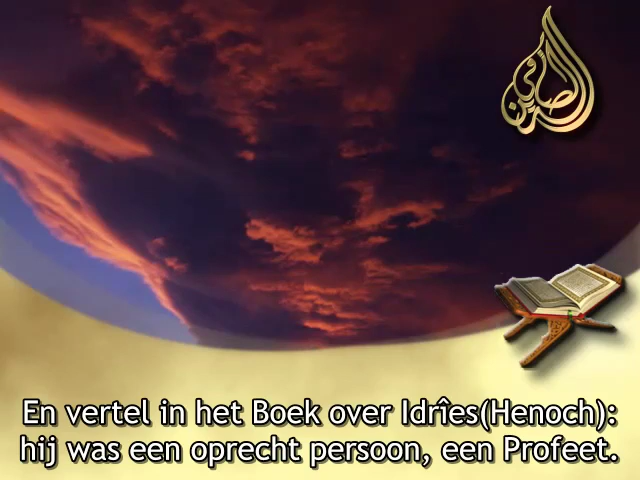 En vertel in het Boek over Idrîes(Henoch):
hij was een oprecht persoon, een Profeet.